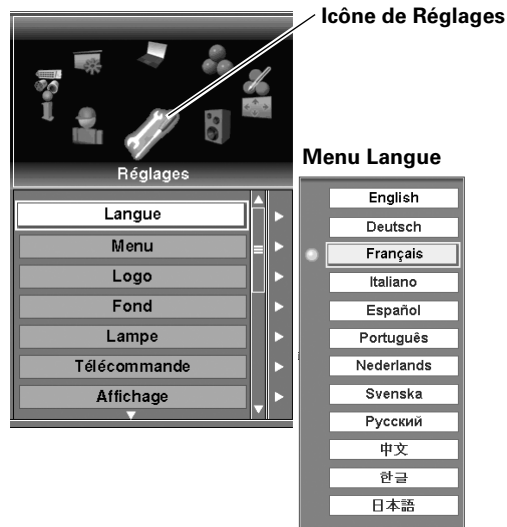 Icône de Réglages
Réglages
Langue
Menu
Logo
Fond
Lampe
Télécommande
Affichage
Menu Langue
English
Deutsch
Français
Italiano
Español
Português
Nederlands
Svenska
Русский
中文
한글
日本語